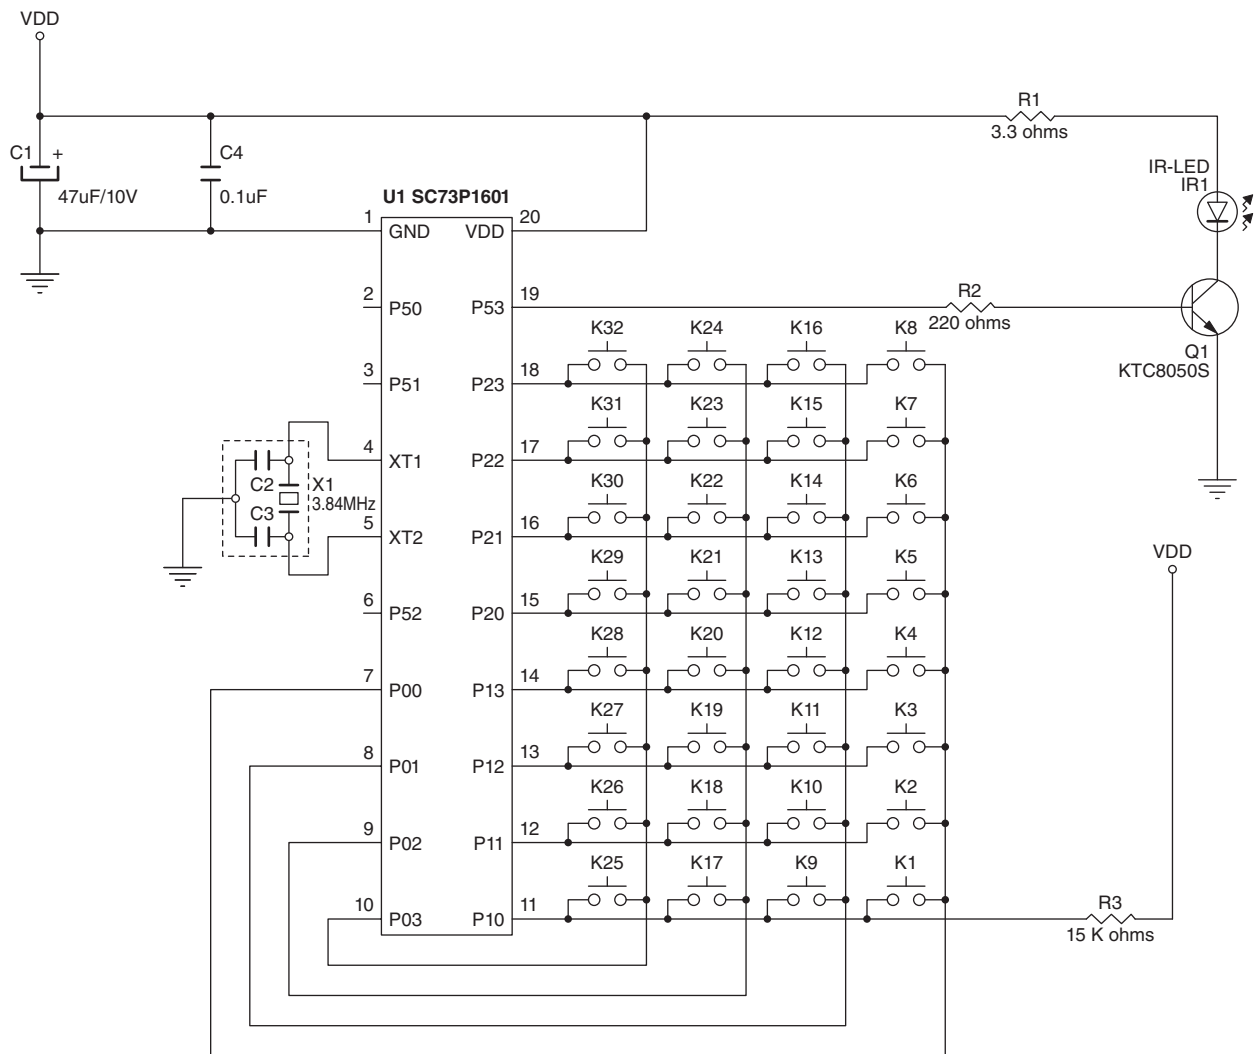 VDD
R1
3.3 ohms
C1
+
47uF/10V
C4
0.1uF
IR-LED
IR1
U1 SC73P1601
1
GND
VDD
20
2
P50
P53
19
R2
220 ohms
Q1
KTC8050S
K32
K24
K16
K8
3
P51
P23
18
K31
K23
K15
K7
4
XT1
P22
17
C2
X1
3.84MHz
C3
K30
K22
K14
K6
5
XT2
P21
16
VDD
K29
K21
K13
K5
6
P52
P20
15
K28
K20
K12
K4
7
P00
P13
14
K27
K19
K11
K3
8
P01
P12
13
K26
K18
K10
K2
9
P02
P11
12
K25
K17
K9
K1
10
P03
P10
11
R3
15 K ohms